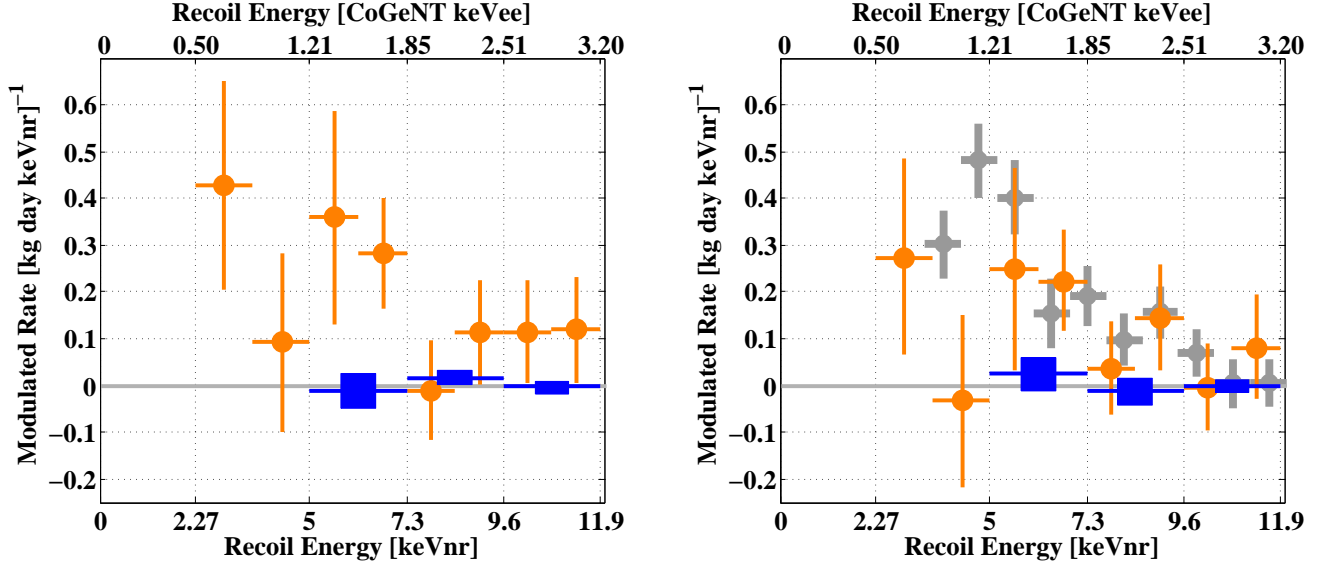 Recoil Energy [CoGeNT keVee]
0 0.50 1.21 1.85 2.51 3.20
Modulated Rate [kg day keVnr]⁻¹
0.6
0.5
0.4
0.3
0.2
0.1
0
−0.1
−0.2
0 2.27 5 7.3 9.6 11.9
Recoil Energy [keVnr]
Recoil Energy [CoGeNT keVee]
0 0.50 1.21 1.85 2.51 3.20
Modulated Rate [kg day keVnr]⁻¹
0.6
0.5
0.4
0.3
0.2
0.1
0
−0.1
−0.2
0 2.27 5 7.3 9.6 11.9
Recoil Energy [keVnr]